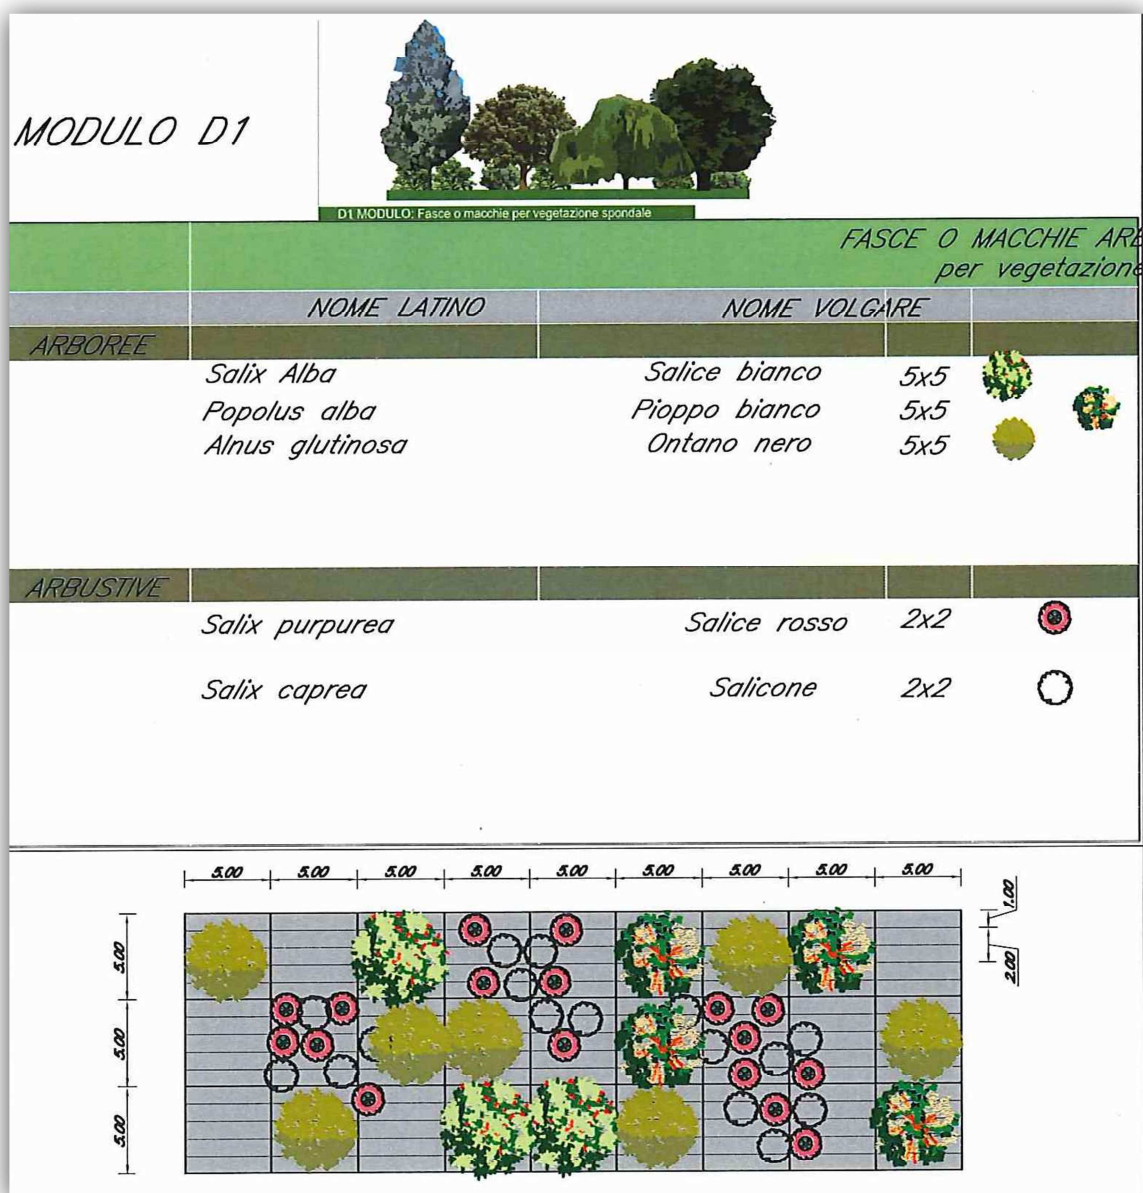 MODULO D1
D1 MODULO: Fasce o macchie per vegetazione spondale
FASCE O MACCHIE
per vegetazione
NOME LATINO NOME VOLGARE
ARBOREE
Salix Alba Salice bianco 5x5
Popolus alba Pioppo bianco 5x5
Alnus glutinosa Ontano nero 5x5
ARBUSTIVE
Salix purpurea Salice rosso 2x2
Salix caprea Salicone 2x2
5.00 5.00 5.00 5.00 5.00 5.00 5.00 5.00 5.00
1.00
2.00
5.00
5.00
5.00